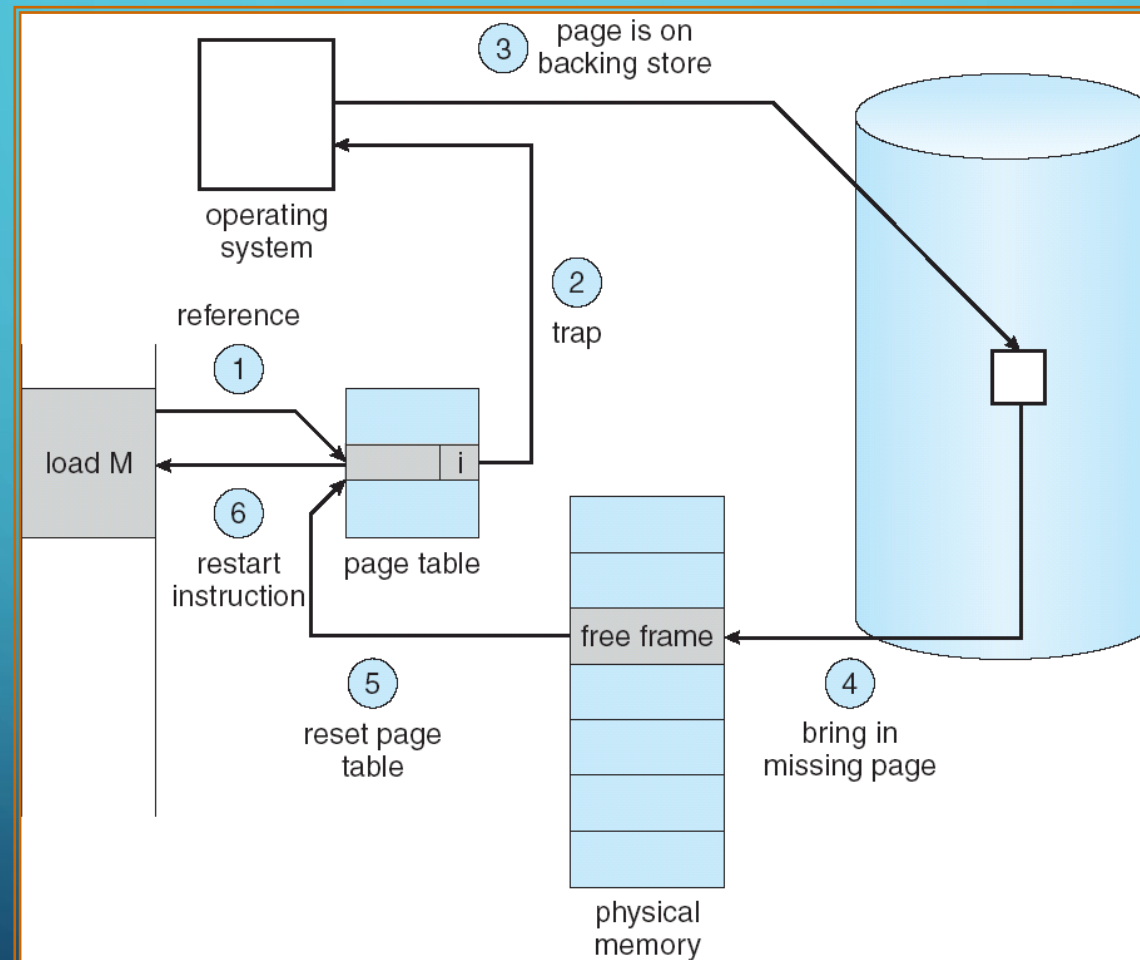 3
page is on
backing store
operating
system
2
trap
reference
1
load M
i
6
restart
instruction
page table
free frame
5
reset page
table
4
bring in
missing page
physical
memory